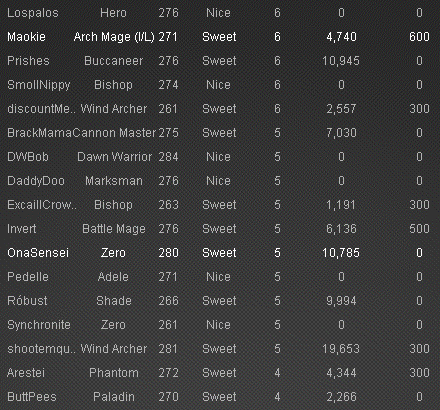 Lospalos Hero 276 Nice 6 0 0
Maokie Arch Mage (I/L) 271 Sweet 6 4,740 600
Prishes Buccaneer 276 Sweet 6 10,945 0
SmollNippy Bishop 274 Nice 6 0 0
discountMe.. Wind Archer 261 Sweet 6 2,557 300
BrackMama Cannon Master 275 Sweet 5 7,030 0
DWBob Dawn Warrior 284 Nice 5 0 0
DaddyDoo Marksman 276 Nice 5 0 0
ExcaillCrow.. Bishop 263 Sweet 5 1,191 300
Invert Battle Mage 276 Sweet 5 6,136 500
OnaSensei Zero 280 Sweet 5 10,785 0
Pedelle Adele 271 Nice 5 0 0
Róbust Shade 266 Sweet 5 9,994 0
Synchronite Zero 261 Nice 5 0 0
shootemqu.. Wind Archer 281 Sweet 5 19,653 300
Arestei Phantom 272 Sweet 4 4,344 300
ButtPees Paladin 270 Sweet 4 2,266 0